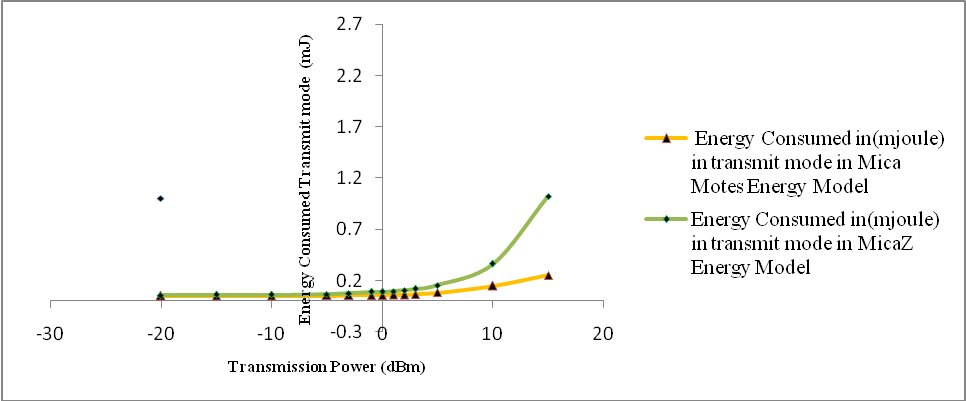 2.7
2.2
1.7
1.2
0.7
0.2
-0.3
Energy Consumed Transmit mode (mJ)
-30
-20
-10
0
10
20
Transmission Power (dBm)
Energy Consumed in(mjoule)
in transmit mode in Mica
Motes Energy Model
Energy Consumed in(mjoule)
in transmit mode in MicaZ
Energy Model